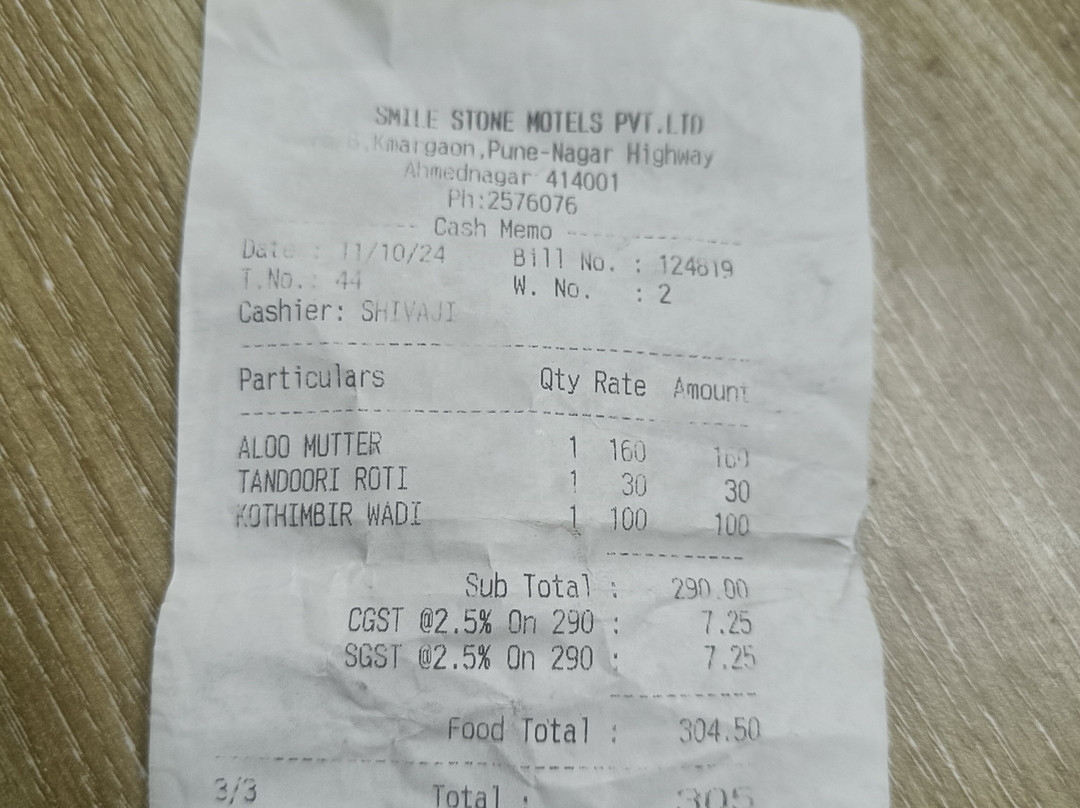 SMILE STONE MOTELS PVT.LTD
Kmargaon,Pune-Nagar Highway
Ahmednagar 414001
Ph:2576076
Cash Memo
Date : 11/10/24 Bill No. : 124819
T.No.: 44 W. No. : 2
Cashier: SHIVAJI
Particulars Qty Rate Amount
ALOO MUTTER 1 160 160
TANDOORI ROTI 1 30 30
KOTHIMBIR WADI 1 100 100
Sub Total : 290.00
CGST @2.5% On 290 : 7.25
SGST @2.5% On 290 : 7.25
Food Total : 304.50
3/3 Total : 305